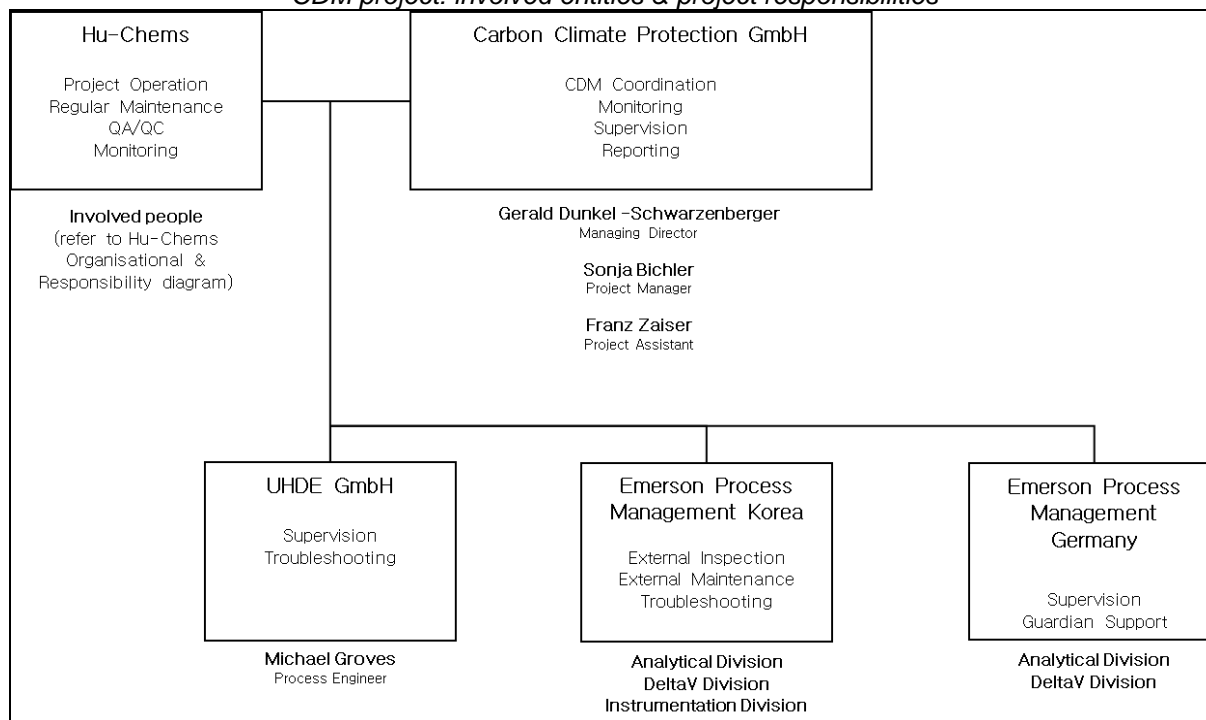 CDM project: involved entities & project responsibilities
Hu-Chems
Project Operation
Regular Maintenance
QA/QC
Monitoring
Involved people
(refer to Hu-Chems
Organisational &
Responsibility diagram)
Carbon Climate Protection GmbH
CDM Coordination
Monitoring
Supervision
Reporting
Gerald Dunkel -Schwarzenberger
Managing Director
Sonja Bichler
Project Manager
Franz Zaiser
Project Assistant
UHDE GmbH
Supervision
Troubleshooting
Michael Groves
Process Engineer
Emerson Process
Management Korea
External Inspection
External Maintenance
Troubleshooting
Analytical Division
DeltaV Division
Instrumentation Division
Emerson Process
Management
Germany
Supervision
Guardian Support
Analytical Division
DeltaV Division